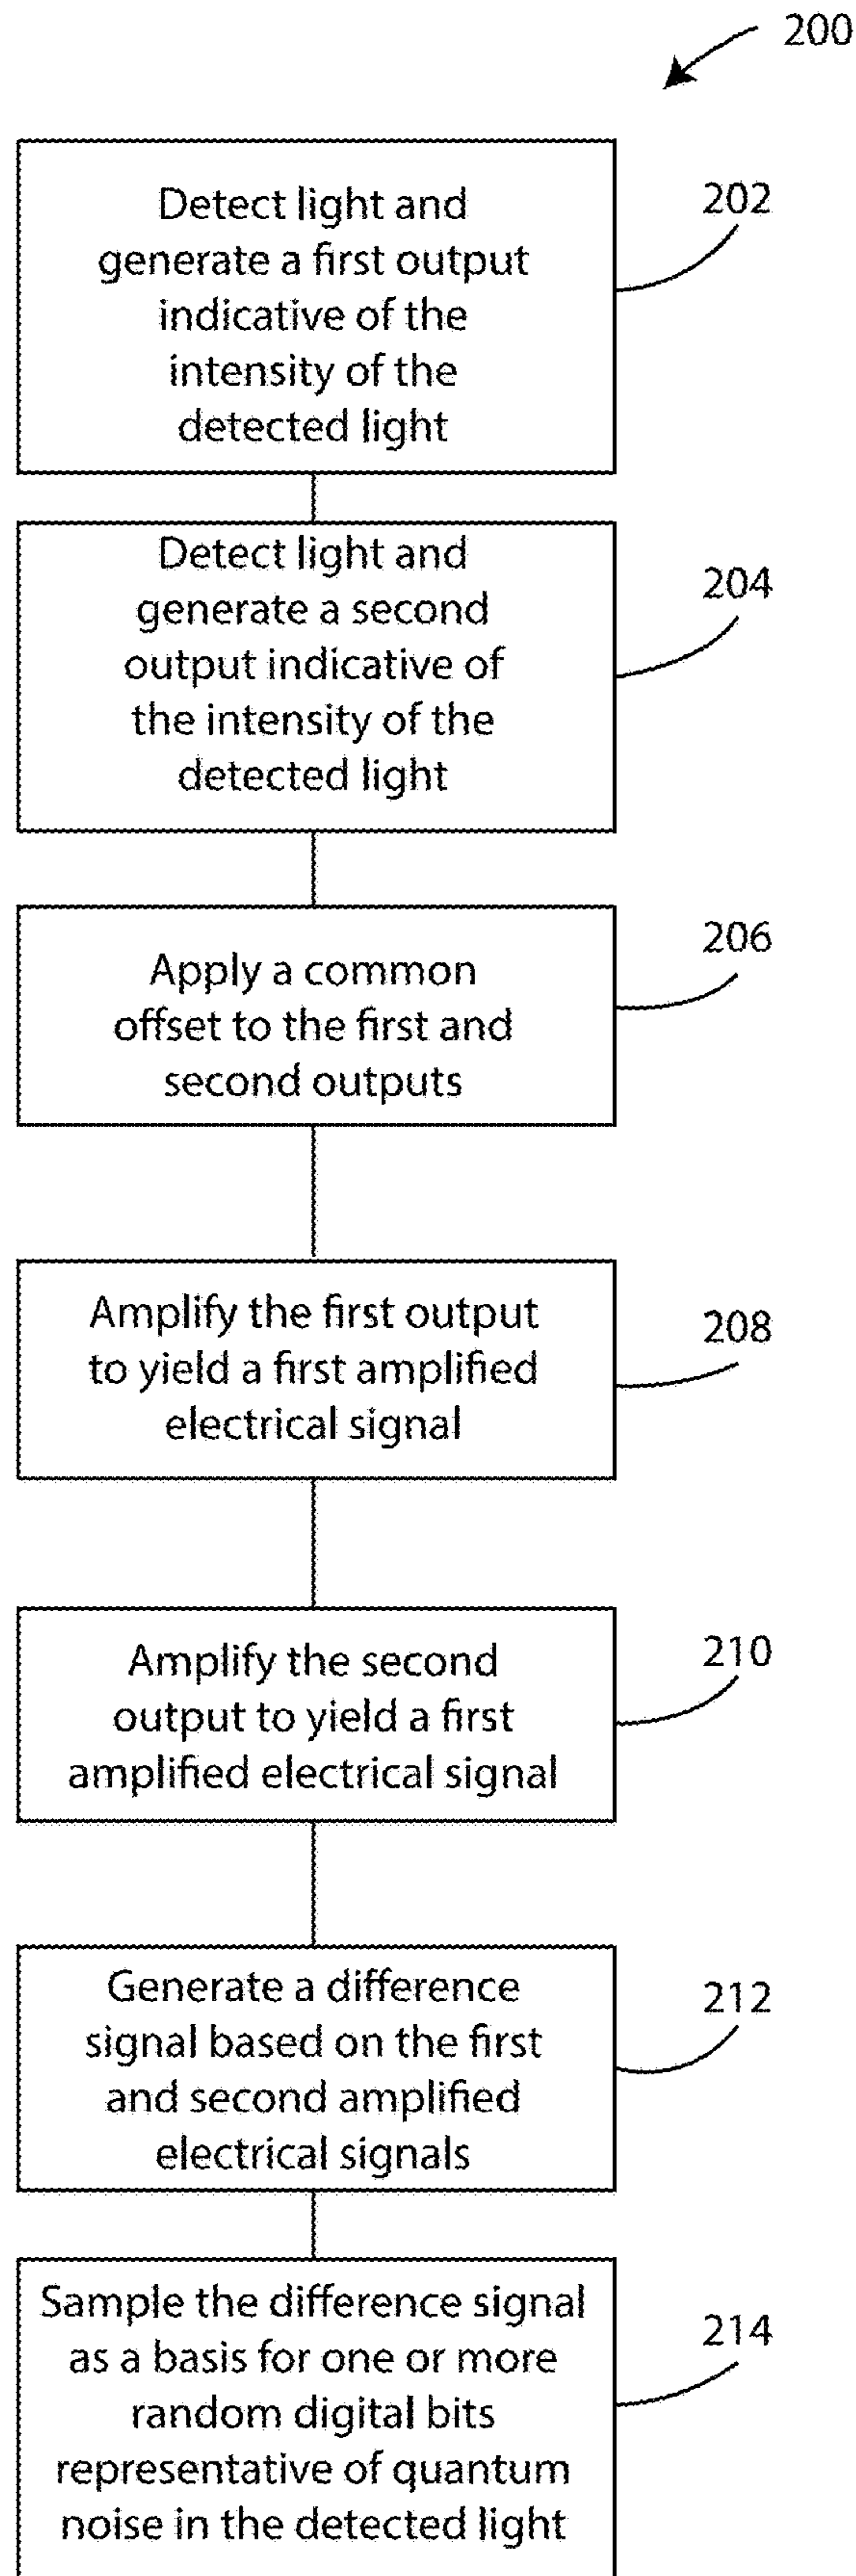 200
Detect light and
generate a first output
indicative of the
intensity of the
detected light
202
Detect light and
generate a second
output indicative of
the intensity of the
detected light
204
Apply a common
offset to the first and
second outputs
206
Amplify the first output
to yield a first amplified
electrical signal
208
Amplify the second
output to yield a first
amplified electrical signal
210
Generate a difference
signal based on the first
and second amplified
electrical signals
212
Sample the difference signal
as a basis for one or more
random digital bits
representative of quantum
noise in the detected light
214